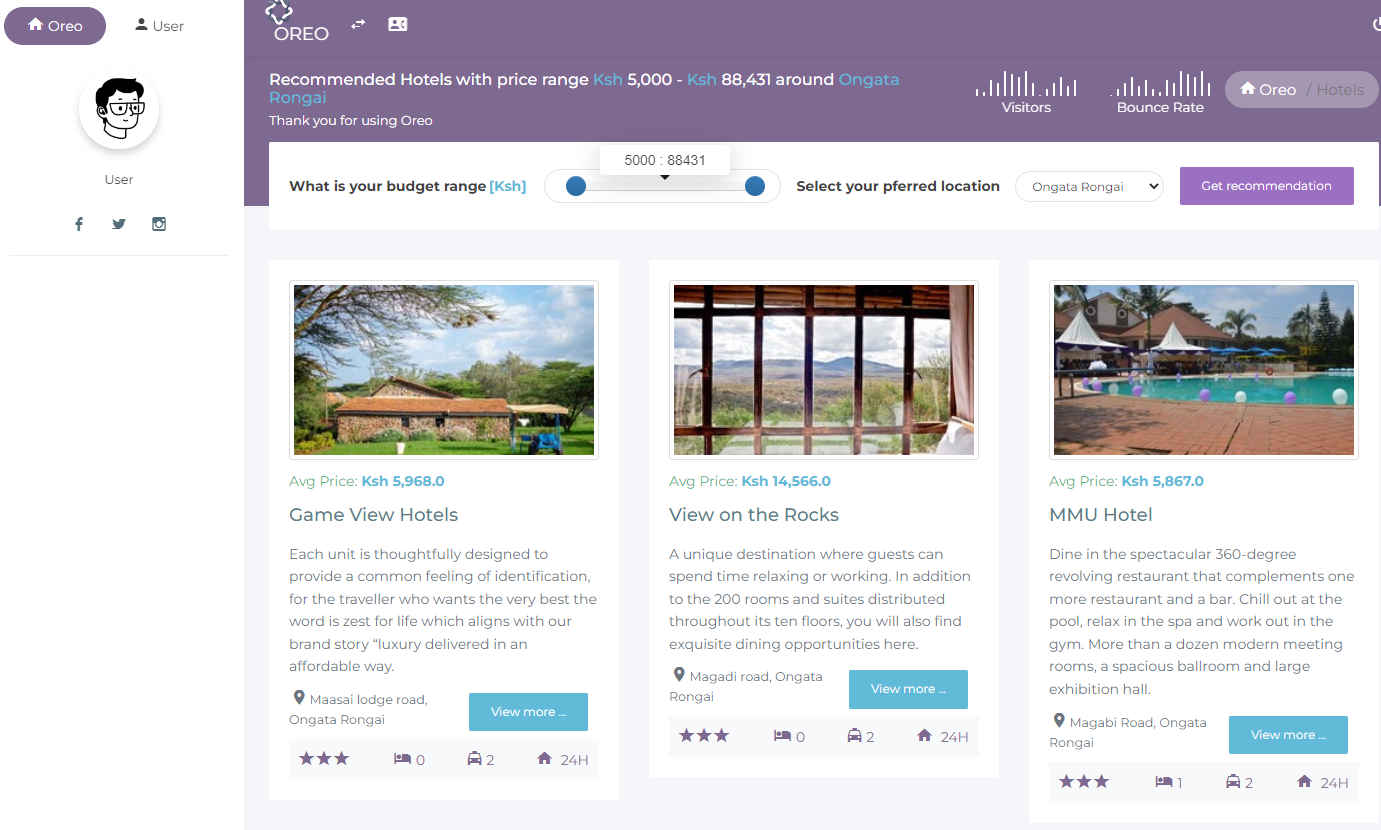 Oreo
User
User
OREO
Recommended Hotels with price range Ksh 5,000 - Ksh 88,431 around Ongata
Rongai
Thank you for using Oreo
Visitors
Bounce Rate
Oreo / Hotels
5000 : 88431
What is your budget range [Ksh]
Select your pferred location
Ongata Rongai
Get recommendation
Avg Price: Ksh 5,968.0
Game View Hotels
Each unit is thoughtfully designed to
provide a common feeling of identification,
for the traveller who wants the very best the
word is zest for life which aligns with our
brand story “luxury delivered in an
affordable way.
Maasai lodge road,
Ongata Rongai
View more ...
0
2
24H
Avg Price: Ksh 14,566.0
View on the Rocks
A unique destination where guests can
spend time relaxing or working. In addition
to the 200 rooms and suites distributed
throughout its ten floors, you will also find
exquisite dining opportunities here.
Magadi road, Ongata
Rongai
View more ...
0
2
24H
Avg Price: Ksh 5,867.0
MMU Hotel
Dine in the spectacular 360-degree
revolving restaurant that complements one
more restaurant and a bar. Chill out at the
pool, relax in the spa and work out in the
gym. More than a dozen modern meeting
rooms, a spacious ballroom and large
exhibition hall.
Magabi Road, Ongata
Rongai
View more ...
1
2
24H